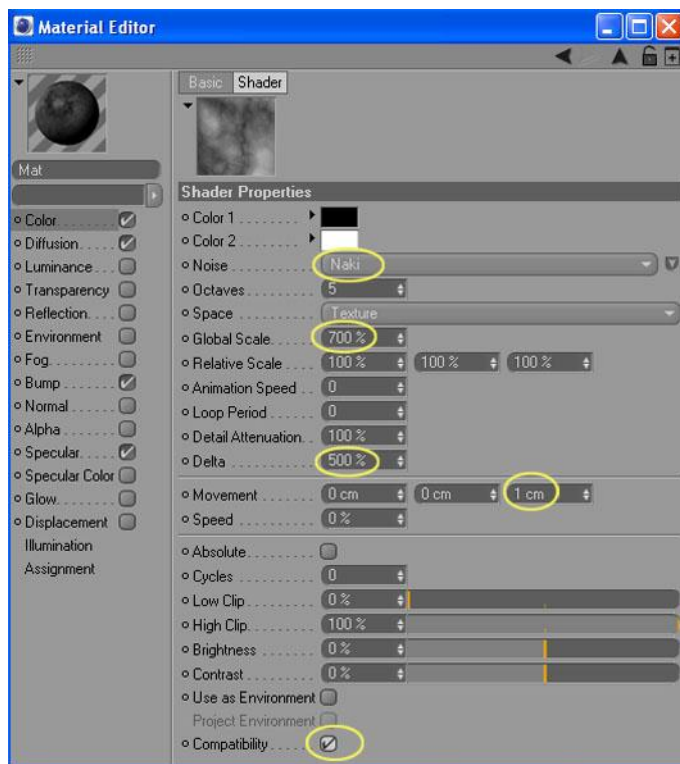 Material Editor
Basic Shader
Mat
Color
Diffusion
Luminance
Transparency
Reflection
Environment
Fog
Bump
Normal
Alpha
Specular
Specular Color
Glow
Displacement
Illumination
Assignment
Shader Properties
Color 1
Color 2
Noise Naki
Octaves 5
Space Texture
Global Scale 700 %
Relative Scale 100 % 100 % 100 %
Animation Speed 0
Loop Period 0
Detail Attenuation 100 %
Delta 500 %
Movement 0 cm 0 cm 1 cm
Speed 0 %
Absolute
Cycles 0
Low Clip 0 %
High Clip 100 %
Brightness 0 %
Contrast 0 %
Use as Environment
Project Environment
Compatibility